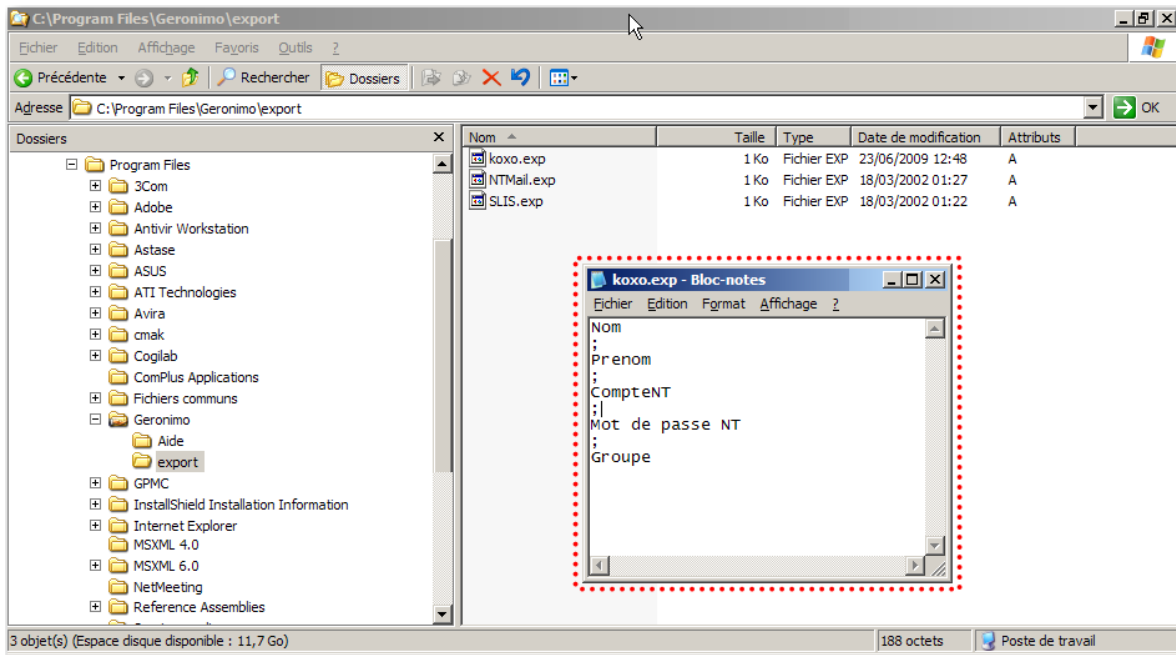 C:\Program Files\Geronimo\export
Eichier Edition Affichage Favoris Outils ?
Précédente Rechercher Dossiers
Adresse C:\Program Files\Geronimo\export OK
Dossiers
Nom Taille Type Date de modification Attributs
koxo.exp 1 Ko Fichier EXP 23/06/2009 12:48 A
NTMail.exp 1 Ko Fichier EXP 18/03/2002 01:27 A
SLIS.exp 1 Ko Fichier EXP 18/03/2002 01:22 A
Program Files
3Com
Adobe
Antivir Workstation
Astase
ASUS
ATI Technologies
Avira
cmak
Cogilab
ComPlus Applications
Fichiers communs
Geronimo
Aide
export
GPMC
InstallShield Installation Information
Internet Explorer
MSXML 4.0
MSXML 6.0
NetMeeting
Reference Assemblies
koxo.exp - Bloc-notes
Fichier Edition Format Affichage ?
Nom
;
Prenom
;
CompteNT
;
Mot de passe NT
;
Groupe
3 objet(s) (Espace disque disponible : 11,7 Go) 188 octets Poste de travail